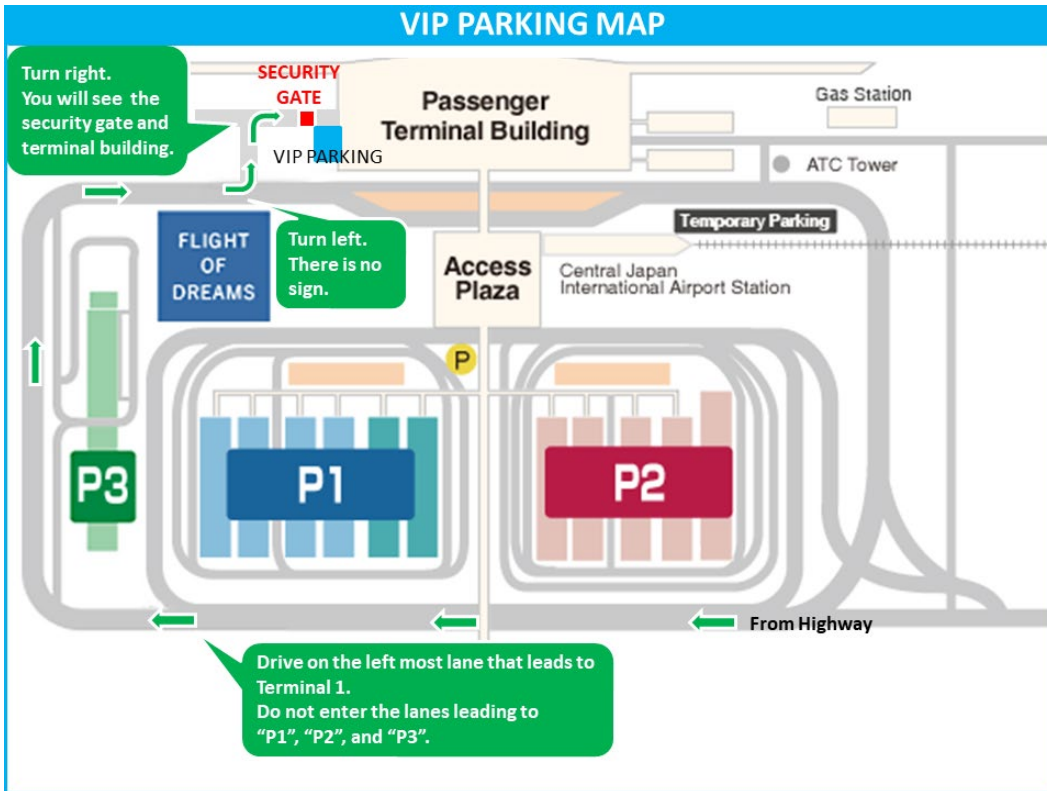 VIP PARKING MAP
Turn right.
You will see the
security gate and
terminal building.
SECURITY
GATE
VIP PARKING
Passenger
Terminal Building
Gas Station
ATC Tower
Temporary Parking
FLIGHT
OF
DREAMS
Turn left.
There is no
sign.
Access
Plaza
Central Japan
International Airport Station
P
P3
P1
P2
From Highway
Drive on the left most lane that leads to
Terminal 1.
Do not enter the lanes leading to
“P1”, “P2”, and “P3”.